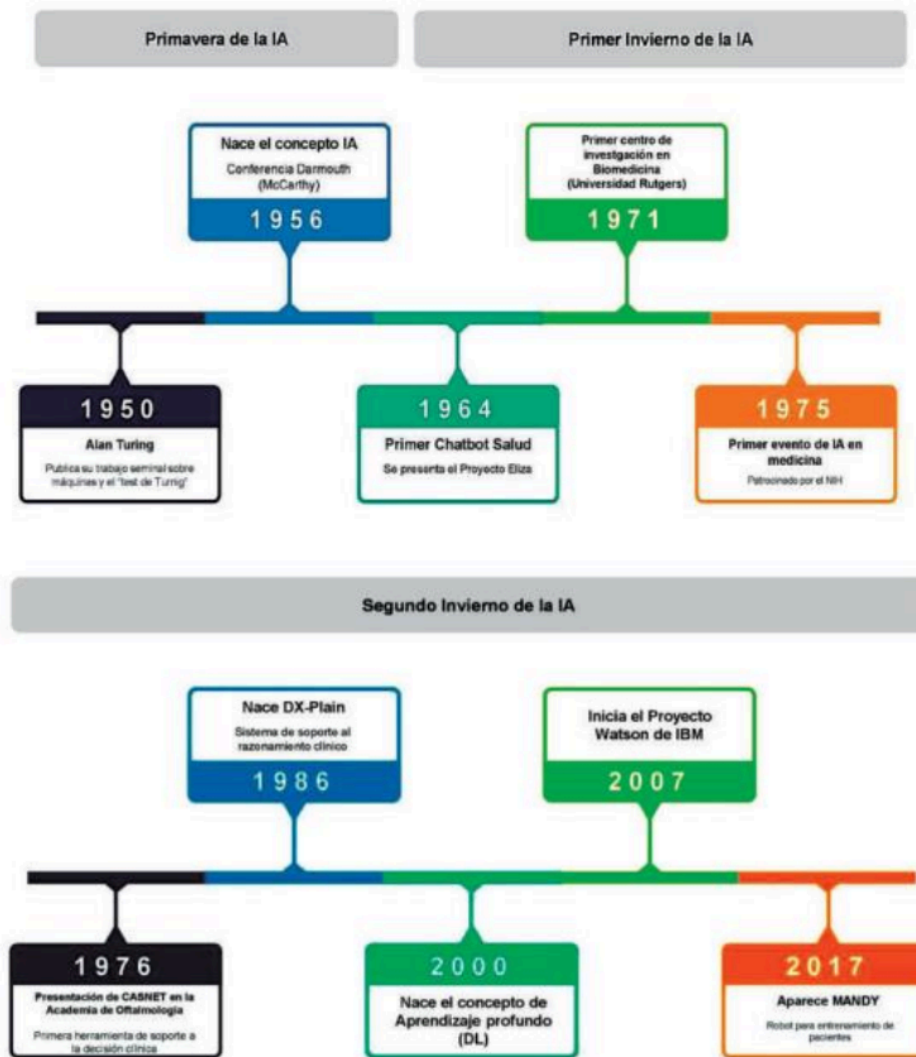 Primavera de la IA
Primer Invierno de la IA
Nace el concepto IA
Conferencia Darmouth
(McCarthy)
1956
Primer centro de
investgación en
Biomedicina
(Universidad Rutgers)
1971
1950
Alan Turing
Publica su trabajo seminal sobre
máquinas y el "test de Turnig"
1964
Primer Chatbot Salud
Se presenta el Proyecto Eliza
1975
Primer evento de IA en
medicina
Patrocinado por el NIH
Segundo Invierno de la IA
Nace DX-Plain
Sistema de soporte al
razonamiento clínico
1986
Inicia el Proyecto
Watson de IBM
2007
1976
Presentación de CASNET en la
Academia de Oftalmología
Primera herramienta de soporte a
la decisión clínica
2000
Nace el concepto de
Aprendizaje profundo
(DL)
2017
Aparece MANDY
Robot para entrenamiento de
pacientes